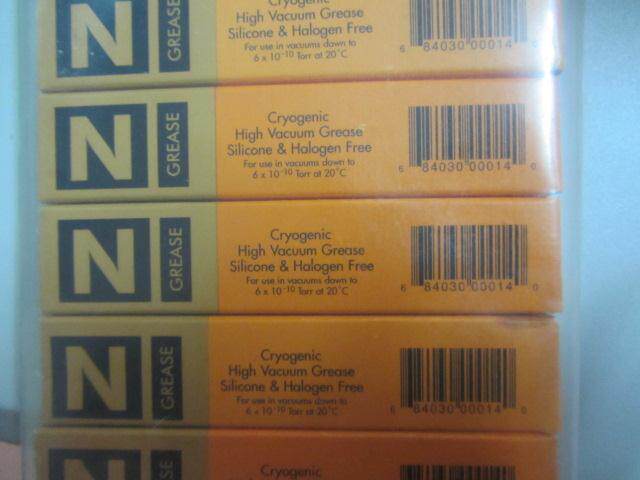 N GREASE
Cryogenic
High Vacuum Grease
Silicone & Halogen Free
For use in vacuums down to
6 x 10-10 Torr at 20°C
6 84030 00014 0
N GREASE
Cryogenic
High Vacuum Grease
Silicone & Halogen Free
For use in vacuums down to
6 x 10-10 Torr at 20°C
6 84030 00014 0
N GREASE
Cryogenic
High Vacuum Grease
Silicone & Halogen Free
For use in vacuums down to
6 x 10-10 Torr at 20°C
6 84030 00014 0
N GREASE
Cryogenic
High Vacuum Grease
Silicone & Halogen Free
For use in vacuums down to
6 x 10-10 Torr at 20°C
6 84030 00014 0
N
Cryogenic